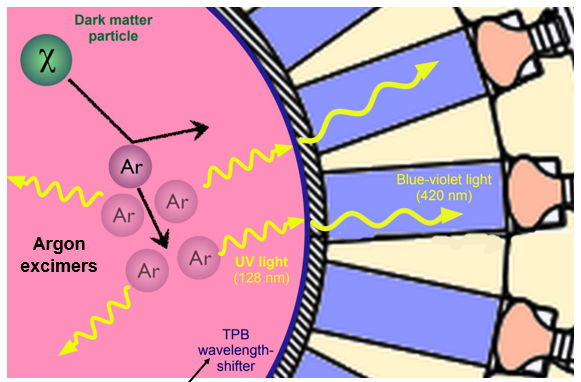 Dark matter
particle
χ
Ar
Ar
Ar
Ar
Ar
Argon
excimers
UV light
(128 nm)
Blue-violet light
(420 nm)
TPB
wavelength-
shifter